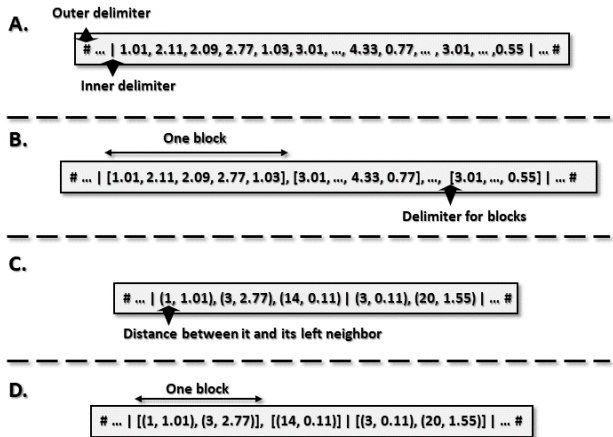 A.
Outer delimiter
# ... | 1.01, 2.11, 2.09, 2.77, 1.03, 3.01, ..., 4.33, 0.77, ... , 3.01, ... ,0.55 | ... #
Inner delimiter
B.
One block
# ... | [1.01, 2.11, 2.09, 2.77, 1.03], [3.01, ..., 4.33, 0.77], ..., [3.01, ..., 0.55] | ... #
Delimiter for blocks
C.
# ... | (1, 1.01), (3, 2.77), (14, 0.11) | (3, 0.11), (20, 1.55) | ... #
Distance between it and its left neighbor
D.
One block
# ... | [(1, 1.01), (3, 2.77)], [(14, 0.11)] | [(3, 0.11), (20, 1.55)] | ... #